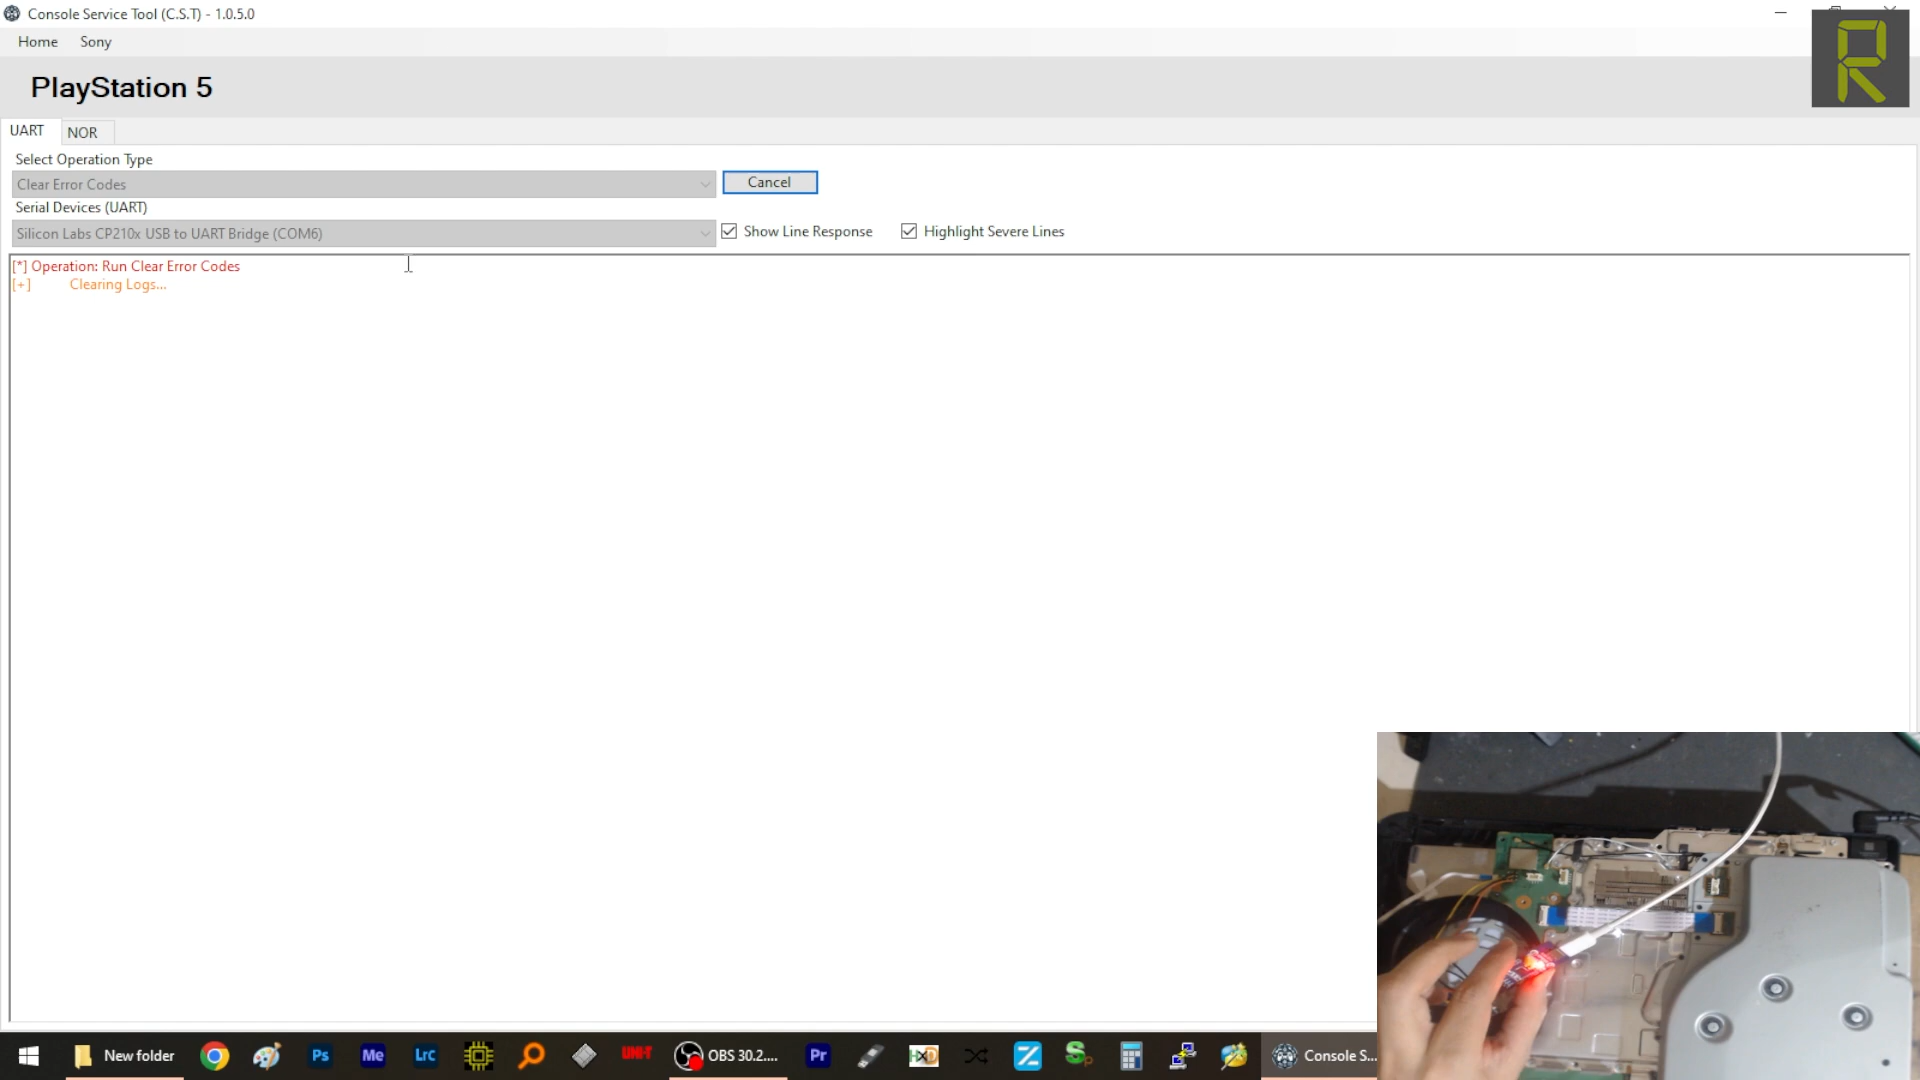 Console Service Tool (C.S.T) - 1.0.5.0
Home Sony
PlayStation 5
UART NOR
Select Operation Type
Clear Error Codes
Cancel
Serial Devices (UART)
Silicon Labs CP210x USB to UART Bridge (COM6)
Show Line Response
Highlight Severe Lines
[*] Operation: Run Clear Error Codes
[+] Clearing Logs...
R
New folder
Ps
Me
Lrc
UNI-T
OBS 30.2....
Pr
HxD
Z
Console S...